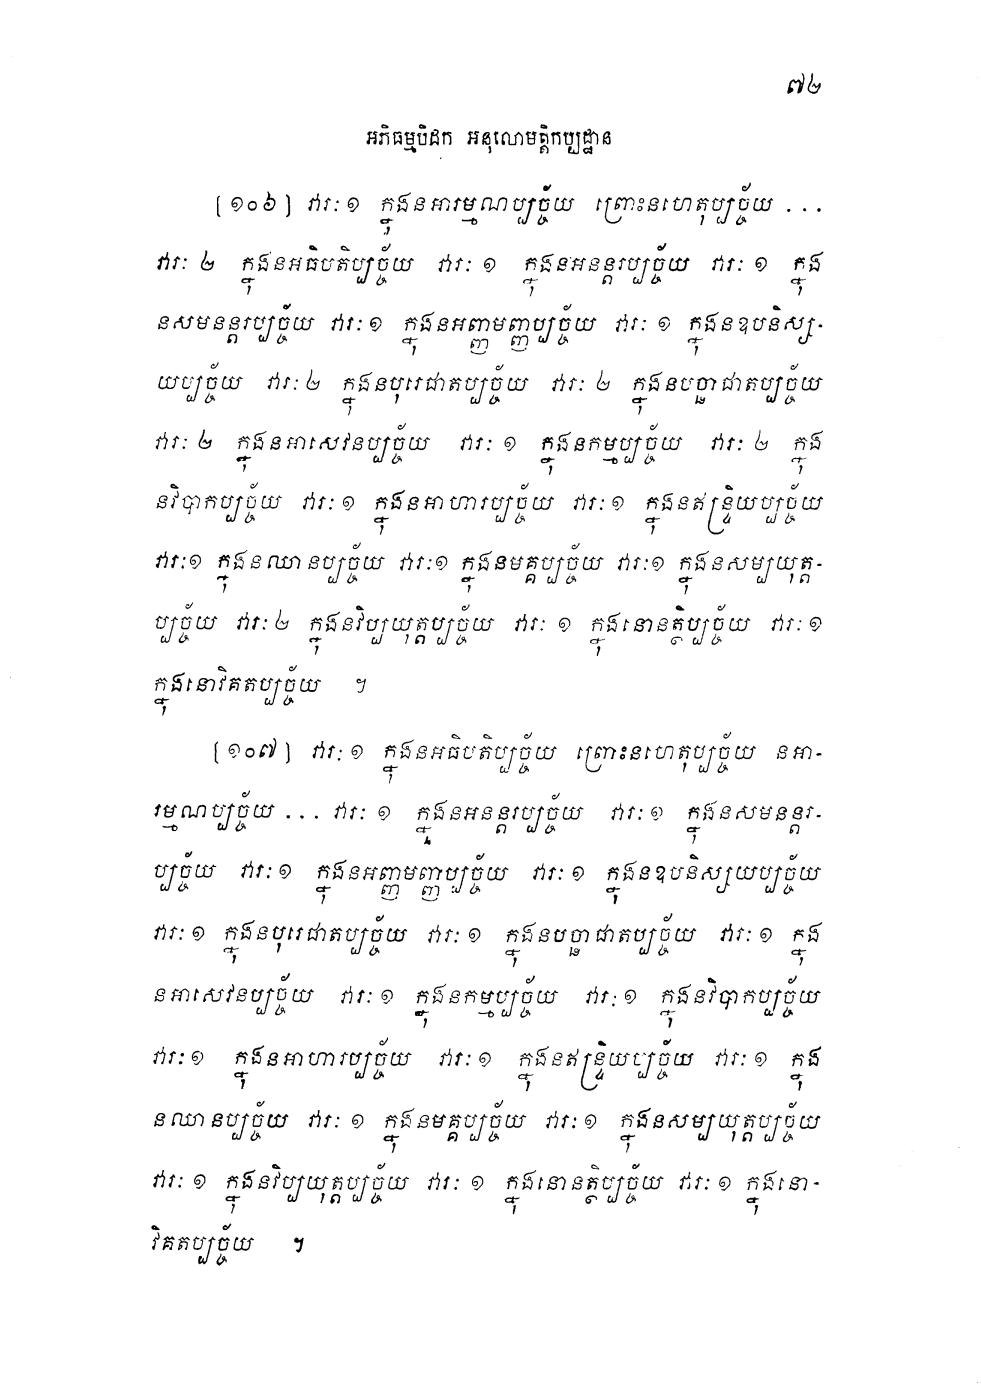 ៧២
អភិធម្មបិដក អនុលោមត្តិកប្បដ្ឋាន
[១០៦] វារៈ ១ ក្នុងនអារម្មណប្បច្ច័យ ព្រោះនហេតុប្បច្ច័យ ...
វារៈ ២ ក្នុងនអធិបតិប្បច្ច័យ វារៈ ១ ក្នុងនអនន្តរប្បច្ច័យ វារៈ ១ ក្នុង
នសមនន្តរប្បច្ច័យ វារៈ ១ ក្នុងនអញ្ញមញ្ញប្បច្ច័យ វារៈ ១ ក្នុងនឧបនិស្ស-
យប្បច្ច័យ វារៈ ២ ក្នុងនបុរេជាតប្បច្ច័យ វារៈ ២ ក្នុងនបច្ឆាជាតប្បច្ច័យ
វារៈ ២ ក្នុងនអាសេវនប្បច្ច័យ វារៈ ១ ក្នុងនកម្មប្បច្ច័យ វារៈ ២ ក្នុង
នវិបាកប្បច្ច័យ វារៈ ១ ក្នុងនអាហារប្បច្ច័យ វារៈ ១ ក្នុងនឥន្ទ្រិយប្បច្ច័យ
វារៈ ១ ក្នុងនឈានប្បច្ច័យ វារៈ ១ ក្នុងនមគ្គប្បច្ច័យ វារៈ ១ ក្នុងនសម្បយុត្ត-
ប្បច្ច័យ វារៈ ២ ក្នុងនវិប្បយុត្តប្បច្ច័យ វារៈ ១ ក្នុងនោនត្ថិប្បច្ច័យ វារៈ ១
ក្នុងនោវិគតប្បច្ច័យ ។
[១០៧] វារៈ ១ ក្នុងនអធិបតិប្បច្ច័យ ព្រោះនហេតុប្បច្ច័យ នអា-
រម្មណប្បច្ច័យ ... វារៈ ១ ក្នុងនអនន្តរប្បច្ច័យ វារៈ ១ ក្នុងនសមនន្តរ-
ប្បច្ច័យ វារៈ ១ ក្នុងនអញ្ញមញ្ញប្បច្ច័យ វារៈ ១ ក្នុងនឧបនិស្សយប្បច្ច័យ
វារៈ ១ ក្នុងនបុរេជាតប្បច្ច័យ វារៈ ១ ក្នុងនបច្ឆាជាតប្បច្ច័យ វារៈ ១ ក្នុង
នអាសេវនប្បច្ច័យ វារៈ ១ ក្នុងនកម្មប្បច្ច័យ វារៈ ១ ក្នុងនវិបាកប្បច្ច័យ
វារៈ ១ ក្នុងនអាហារប្បច្ច័យ វារៈ ១ ក្នុងនឥន្ទ្រិយប្បច្ច័យ វារៈ ១ ក្នុង
នឈានប្បច្ច័យ វារៈ ១ ក្នុងនមគ្គប្បច្ច័យ វារៈ ១ ក្នុងនសម្បយុត្តប្បច្ច័យ
វារៈ ១ ក្នុងនវិប្បយុត្តប្បច្ច័យ វារៈ ១ ក្នុងនោនត្ថិប្បច្ច័យ វារៈ ១ ក្នុងនោ-
វិគតប្បច្ច័យ ។